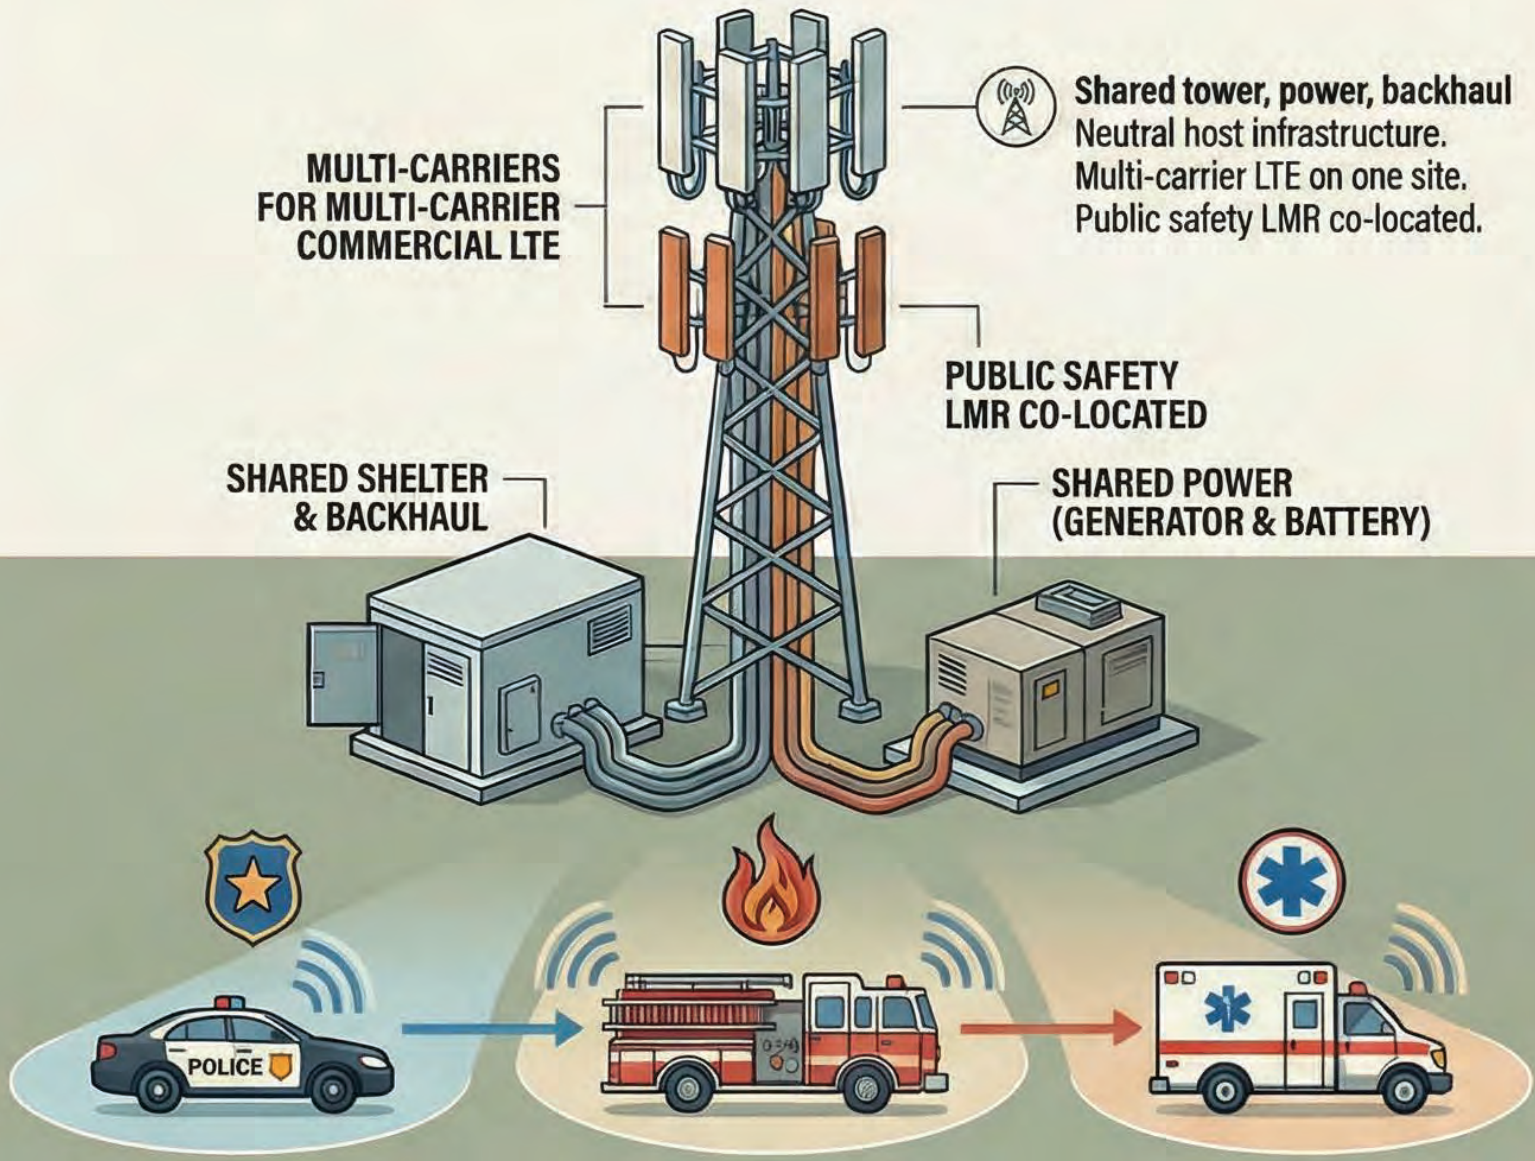 Shared tower, power, backhaul
Neutral host infrastructure.
Multi-carrier LTE on one site.
Public safety LMR co-located.
MULTI-CARRIERS
FOR MULTI-CARRIER
COMMERCIAL LTE
PUBLIC SAFETY
LMR CO-LOCATED
SHARED SHELTER
& BACKHAUL
SHARED POWER
(GENERATOR & BATTERY)
POLICE